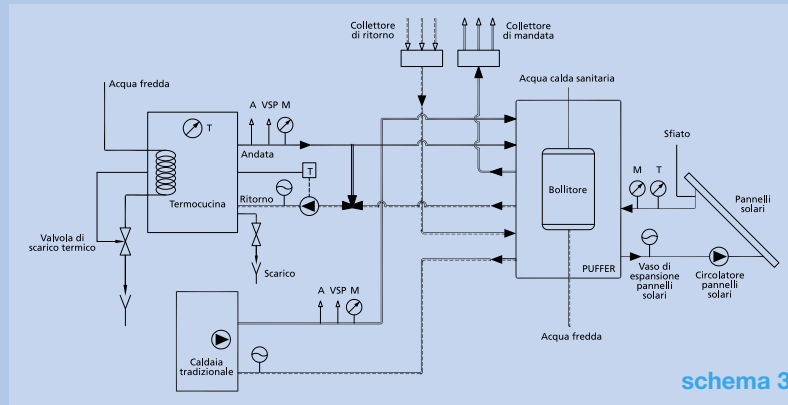 Collettore
di ritorno
Collettore
di mandata
Acqua fredda
Acqua calda sanitaria
A VSP M
T
Andata
Sfiato
T
M T
Bollitore
Pannelli
solari
Ritorno
Termocucina
Valvola di
scarico termico
Scarico
PUFFER
Vaso di
espansione
pannelli
solari
Circolatore
pannelli
solari
A VSP M
Acqua fredda
Caldaia
tradizionale
schema 3